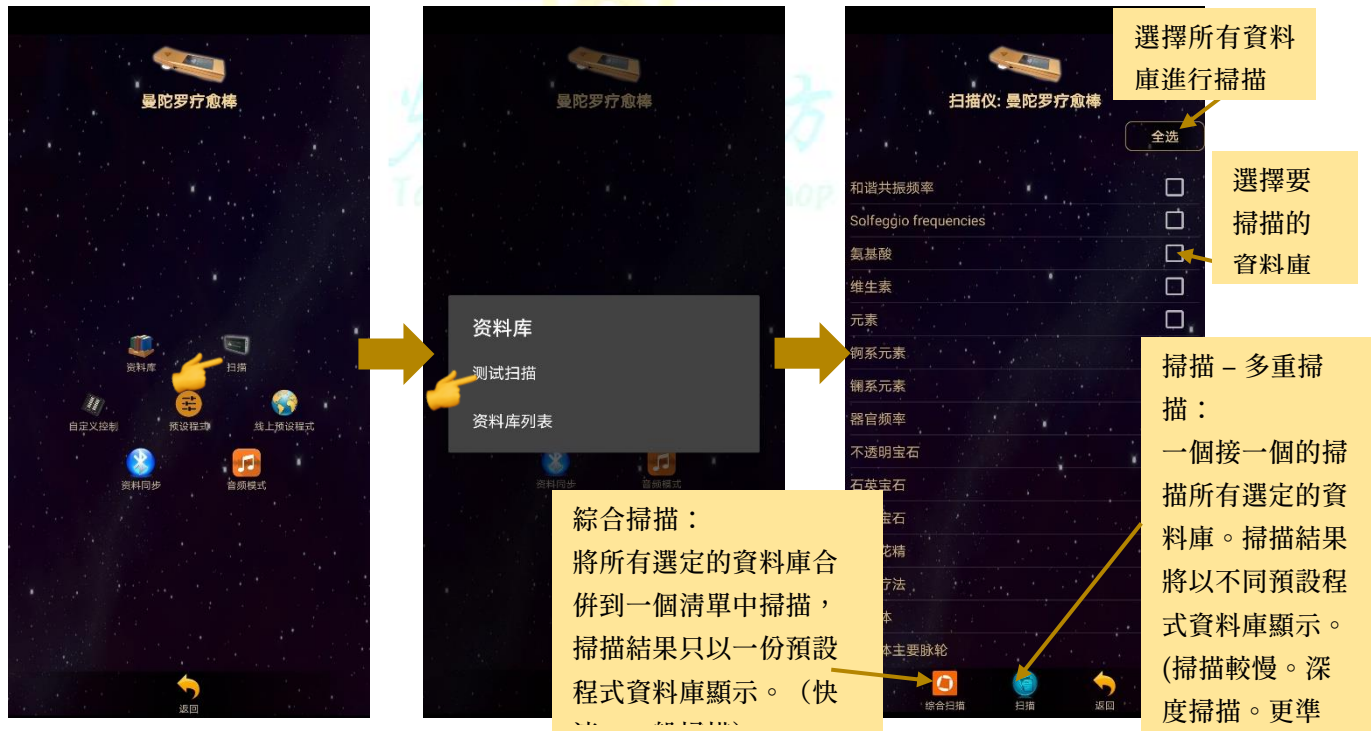 曼陀罗疗愈棒
资料库
扫描
自定义控制
预设程式
线上预设程式
资料同步
音频模式
返回
曼陀罗疗愈棒
资料库
测试扫描
资料库列表
资料同步
音频模式
扫描仪: 曼陀罗疗愈棒
全选
和谐共振频率
Solfeggio frequencies
氨基酸
维生素
元素
锕系元素
镧系元素
器官频率
不透明宝石
石英宝石
宝石
花精
疗法
体
体主要脉轮
综合扫描
扫描
返回
選擇所有資料
庫進行掃描
選擇要
掃描的
資料庫
綜合掃描：
將所有選定的資料庫合
併到一個清單中掃描，
掃描結果只以一份預設
程式資料庫顯示。（快
掃描 – 多重掃
描：
一個接一個的掃
描所有選定的資
料庫。掃描結果
將以不同預設程
式資料庫顯示。
(掃描較慢。深
度掃描。更準